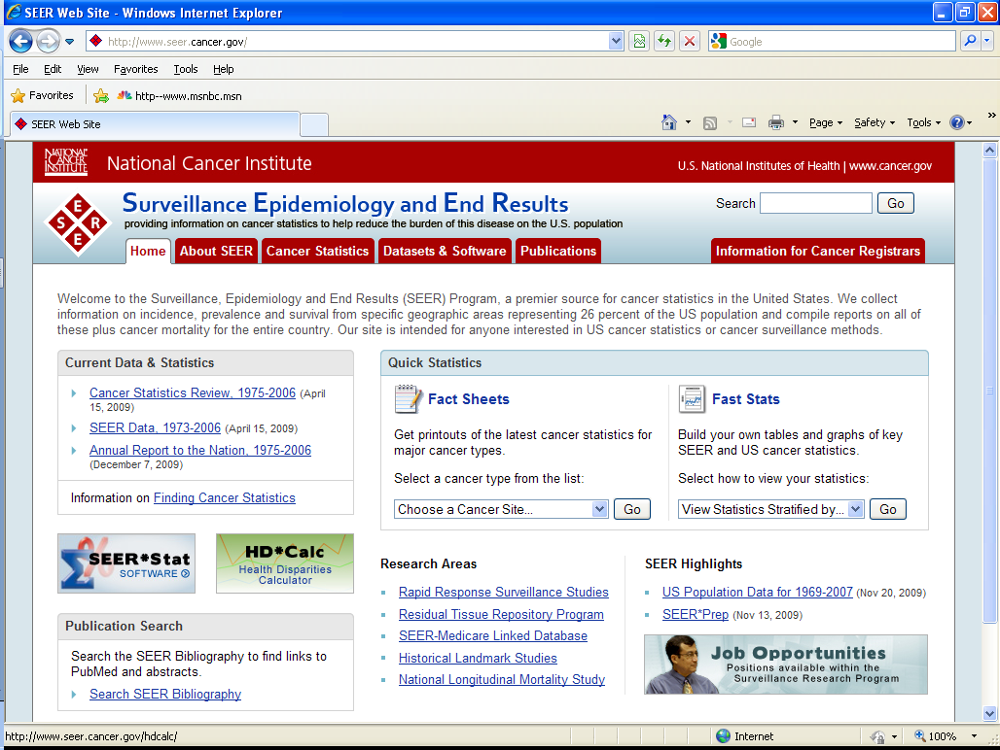 SEER Web Site - Windows Internet Explorer
http://www.seer.cancer.gov/
Google
File Edit View Favorites Tools Help
Favorites http--www.msnbc.msn
SEER Web Site
Page Safety Tools
NATIONAL CANCER INSTITUTE
National Cancer Institute
U.S. National Institutes of Health | www.cancer.gov
S E E R
Surveillance Epidemiology and End Results
providing information on cancer statistics to help reduce the burden of this disease on the U.S. population
Search Go
Home About SEER Cancer Statistics Datasets & Software Publications Information for Cancer Registrars
Welcome to the Surveillance, Epidemiology and End Results (SEER) Program, a premier source for cancer statistics in the United States. We collect
information on incidence, prevalence and survival from specific geographic areas representing 26 percent of the US population and compile reports on all of
these plus cancer mortality for the entire country. Our site is intended for anyone interested in US cancer statistics or cancer surveillance methods.
Current Data & Statistics
Cancer Statistics Review, 1975-2006 (April
15, 2009)
SEER Data, 1973-2006 (April 15, 2009)
Annual Report to the Nation, 1975-2006
(December 7, 2009)
Information on Finding Cancer Statistics
Quick Statistics
Fact Sheets
Get printouts of the latest cancer statistics for
major cancer types.
Select a cancer type from the list:
Choose a Cancer Site... Go
Fast Stats
Build your own tables and graphs of key
SEER and US cancer statistics.
Select how to view your statistics:
View Statistics Stratified by... Go
SEER*Stat
SOFTWARE
HD*Calc
Health Disparities
Calculator
Publication Search
Search the SEER Bibliography to find links to
PubMed and abstracts.
Search SEER Bibliography
Research Areas
Rapid Response Surveillance Studies
Residual Tissue Repository Program
SEER-Medicare Linked Database
Historical Landmark Studies
National Longitudinal Mortality Study
SEER Highlights
US Population Data for 1969-2007 (Nov 20, 2009)
SEER*Prep (Nov 13, 2009)
Job Opportunities
Positions available within the
Surveillance Research Program
http://www.seer.cancer.gov/hdcalc/ Internet 100%